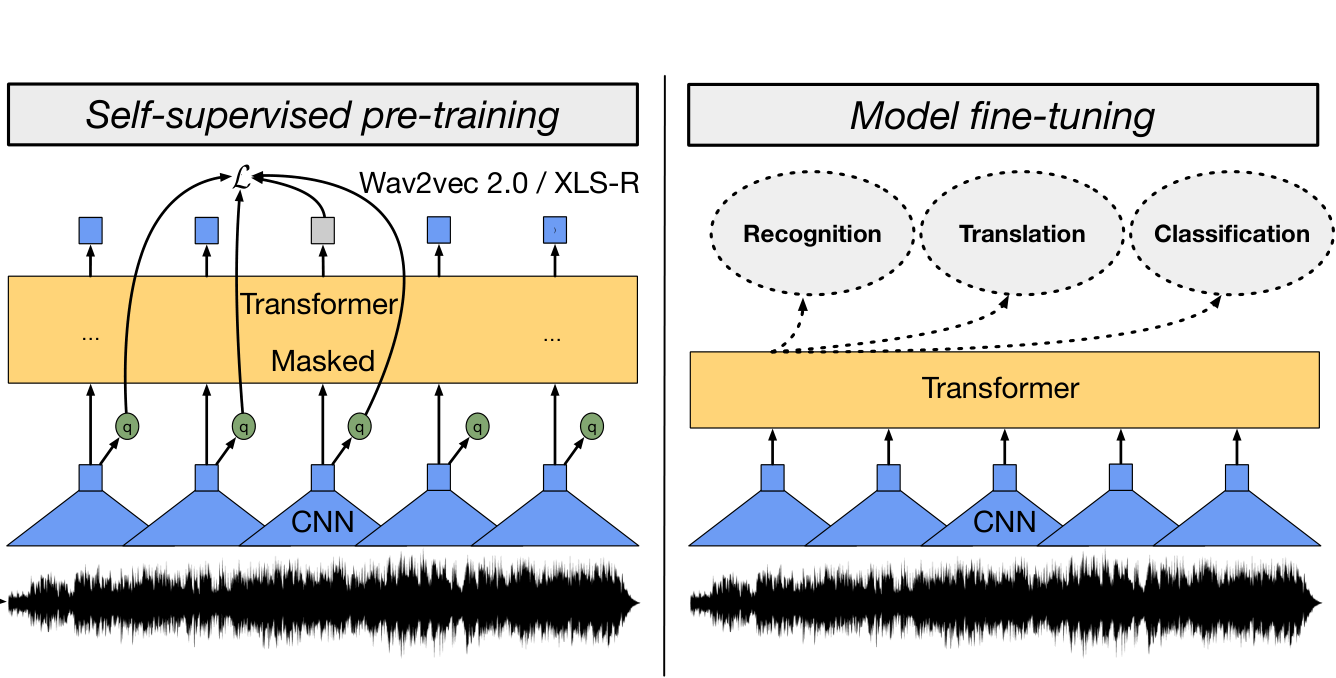 Self-supervised pre-training
ℒ
Wav2vec 2.0 / XLS-R
Transformer
...
...
Masked
q
q
q
q
q
CNN
Model fine-tuning
Recognition
Translation
Classification
Transformer
CNN